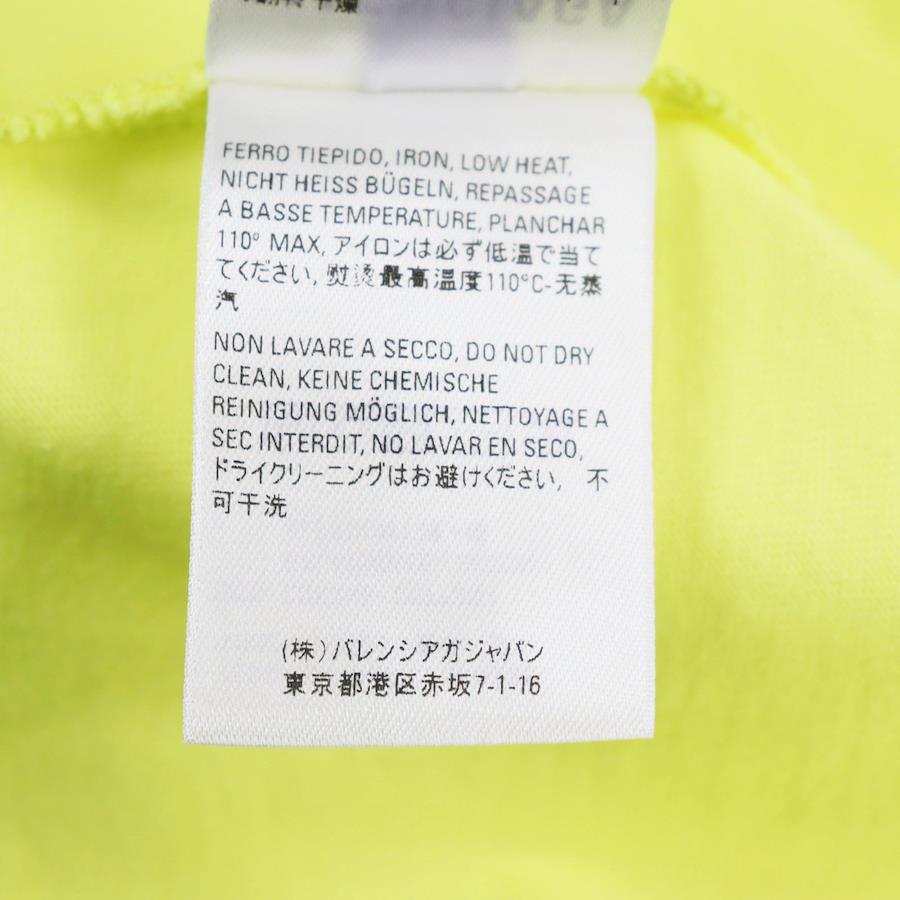 干燥
FERRO TIEPIDO, IRON, LOW HEAT,
NICHT HEISS BÜGELN, REPASSAGE
A BASSE TEMPERATURE, PLANCHAR
110° MAX, アイロンは必ず低温で当て
てください, 熨烫最高温度110°C-无蒸
汽
NON LAVARE A SECCO, DO NOT DRY
CLEAN, KEINE CHEMISCHE
REINIGUNG MÖGLICH, NETTOYAGE A
SEC INTERDIT, NO LAVAR EN SECO,
ドライクリーニングはお避けください, 不
可干洗
(株)バレンシアガジャパン
東京都港区赤坂7-1-16